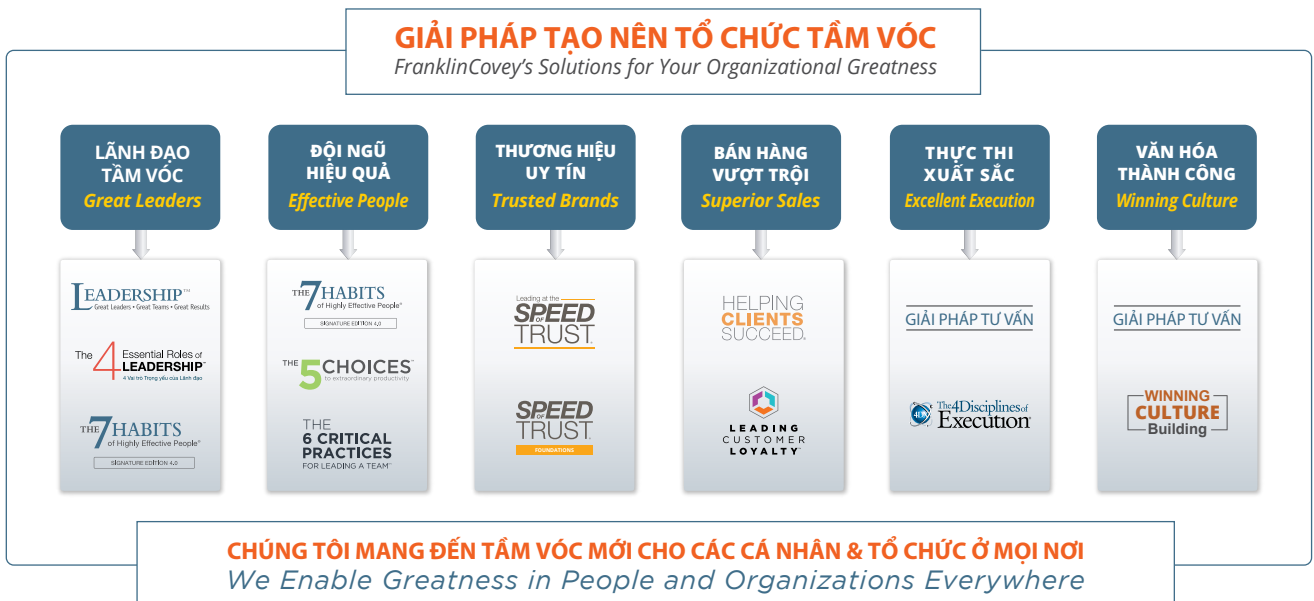 GIẢI PHÁP TẠO NÊN TỔ CHỨC TẦM VÓC
FranklinCovey's Solutions for Your Organizational Greatness
LÃNH ĐẠO
TẦM VÓC
Great Leaders
ĐỘI NGŨ
HIỆU QUẢ
Effective People
THƯƠNG HIỆU
UY TÍN
Trusted Brands
BÁN HÀNG
VƯỢT TRỘI
Superior Sales
THỰC THI
XUẤT SẮC
Excellent Execution
VĂN HÓA
THÀNH CÔNG
Winning Culture
LEADERSHIP™
Great Leaders • Great Teams • Great Results
The 4 Essential Roles of
LEADERSHIP™
4 Vai trò Trọng yếu của Lãnh đạo
THE 7 HABITS
of Highly Effective People®
SIGNATURE EDITION 4.0
THE 7 HABITS
of Highly Effective People®
SIGNATURE EDITION 4.0
THE 5 CHOICES™
to extraordinary productivity
THE
6 CRITICAL
PRACTICES
FOR LEADING A TEAM™
Leading at the
SPEED
OF
TRUST.
SPEED
OF
TRUST.
FOUNDATIONS
HELPING
CLIENTS
SUCCEED.
LEADING
CUSTOMER
LOYALTY™
GIẢI PHÁP TƯ VẤN
4DX
The 4 Disciplines of
Execution
GIẢI PHÁP TƯ VẤN
WINNING
CULTURE
Building
CHÚNG TÔI MANG ĐẾN TẦM VÓC MỚI CHO CÁC CÁ NHÂN & TỔ CHỨC Ở MỌI NƠI
We Enable Greatness in People and Organizations Everywhere